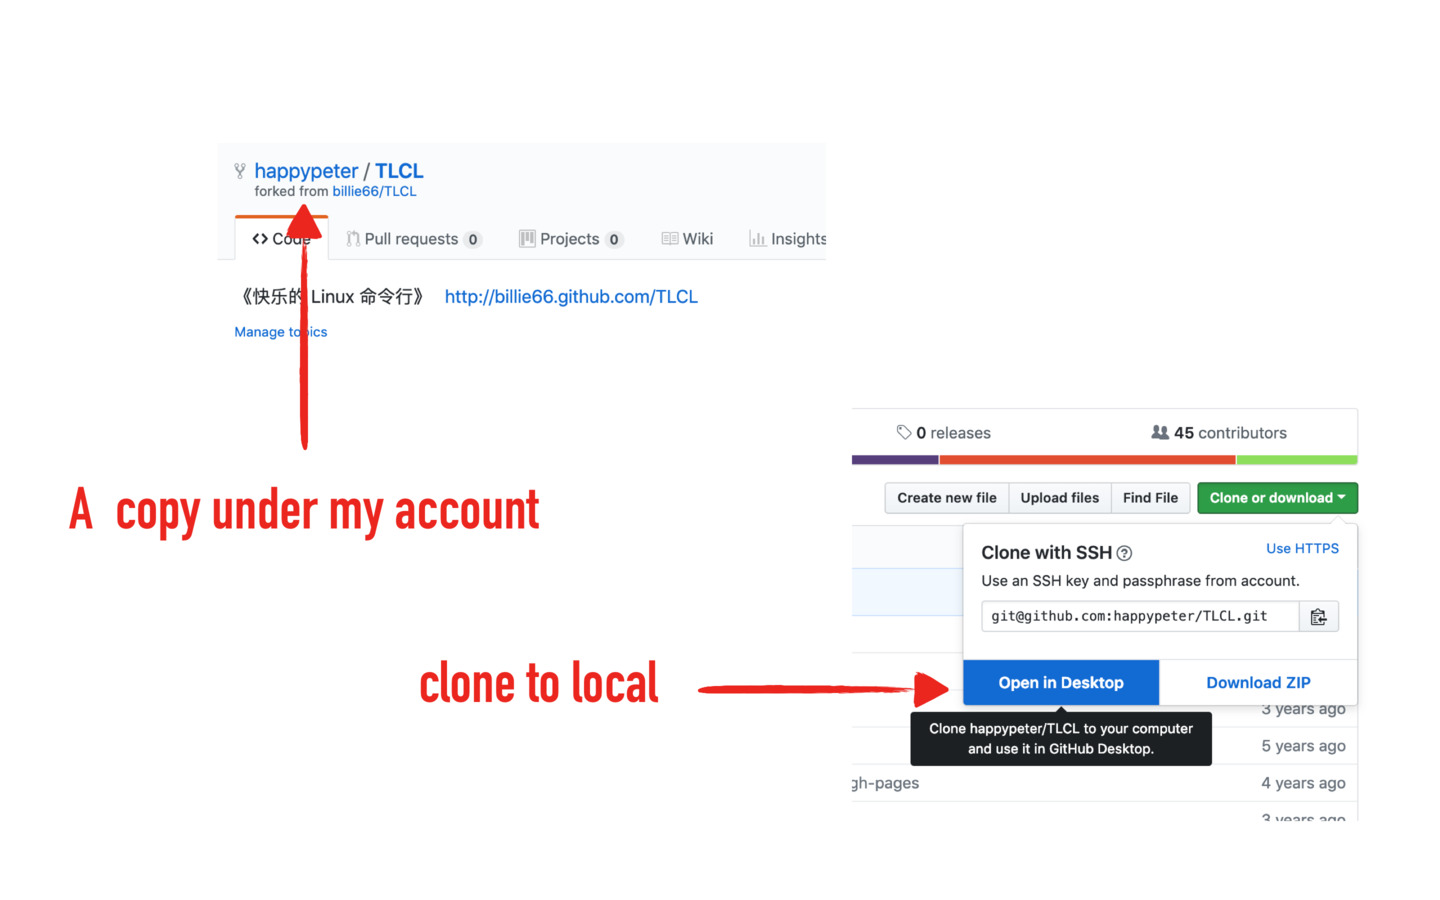 happypeter / TLCL
forked from billie66/TLCL
<> Code
Pull requests 0
Projects 0
Wiki
Insights
《快乐的 Linux 命令行》 http://billie66.github.com/TLCL
Manage topics
A copy under my account
0 releases
45 contributors
Create new file
Upload files
Find File
Clone or download
Clone with SSH ?
Use HTTPS
Use an SSH key and passphrase from account.
git@github.com:happypeter/TLCL.git
clone to local
Open in Desktop
Download ZIP
3 years ago
Clone happypeter/TLCL to your computer
and use it in GitHub Desktop.
5 years ago
gh-pages
4 years ago
3 years ago